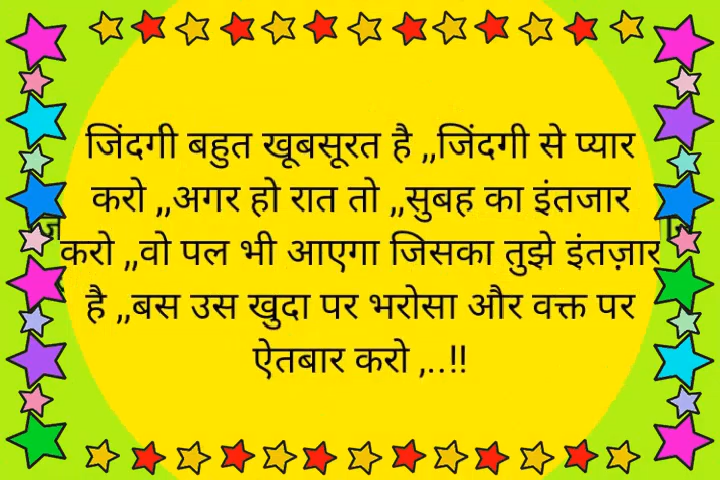 जिंदगी बहुत खूबसूरत है ,,जिंदगी से प्यार
करो ,,अगर हो रात तो ,,सुबह का इंतजार
करो ,,वो पल भी आएगा जिसका तुझे इंतज़ार
है ,,बस उस खुदा पर भरोसा और वक्त पर
ऐतबार करो ,..!!